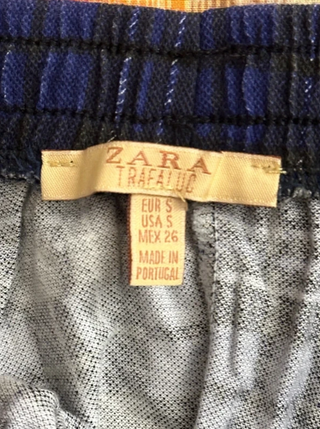 ZARA
TRAFALUC
EUR S
USA S
MEX 26
MADE IN
PORTUGAL